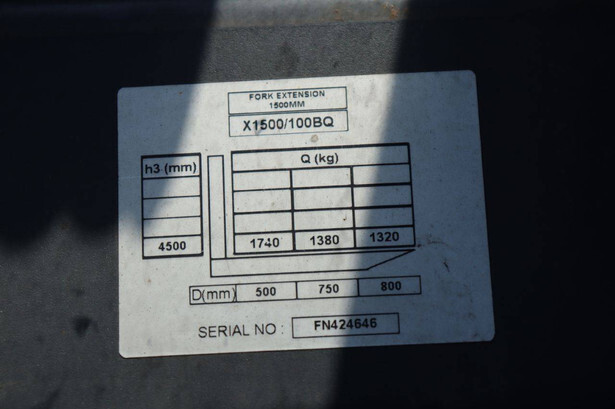 FORK EXTENSION
1500MM
X1500/100BQ
h3 (mm) Q (kg)
4500 1740 1380 1320
D(mm) 500 750 800
SERIAL NO : FN424646